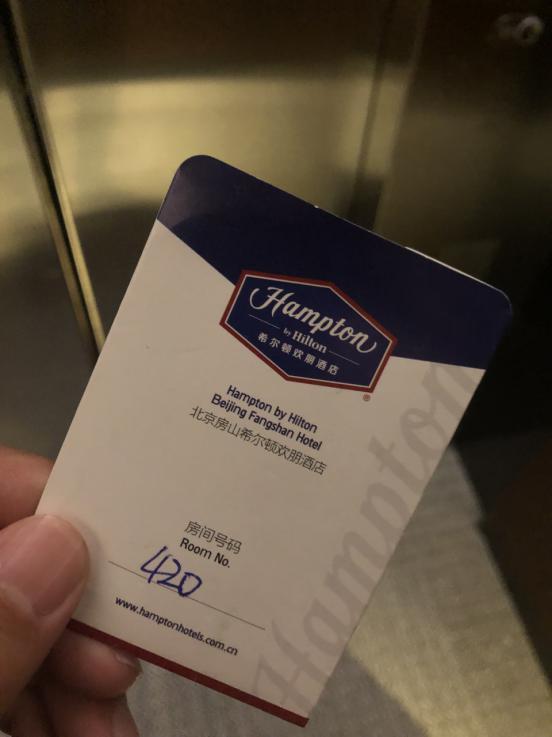 Hampton
by Hilton
希尔顿欢朋酒店
®
Hampton by Hilton
Beijing Fangshan Hotel
北京房山希尔顿欢朋酒店
房间号码
Room No.
420
www.hamptonhotels.com.cn
Hampton